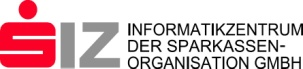 SIZ
INFORMATIKZENTRUM
DER SPARKASSEN-
ORGANISATION GMBH